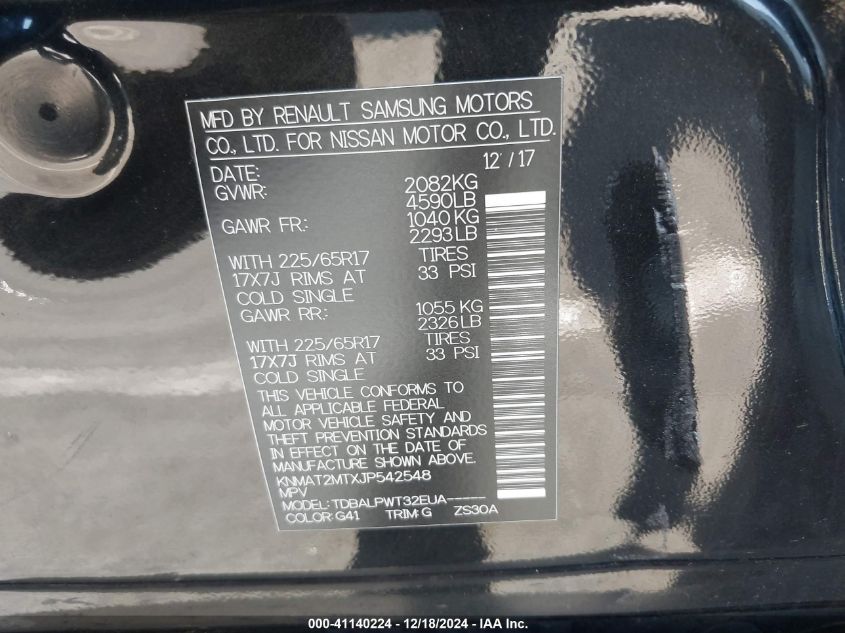 MFD BY RENAULT SAMSUNG MOTORS
CO., LTD. FOR NISSAN MOTOR CO., LTD.
DATE: 12 / 17
GVWR: 2082KG
4590LB
GAWR FR: 1040KG
2293LB
WITH 225/65R17 TIRES
17X7J RIMS AT 33 PSI
COLD SINGLE
GAWR RR: 1055KG
2326LB
WITH 225/65R17 TIRES
17X7J RIMS AT 33 PSI
COLD SINGLE
THIS VEHICLE CONFORMS TO
ALL APPLICABLE FEDERAL
MOTOR VEHICLE SAFETY AND
THEFT PREVENTION STANDARDS
IN EFFECT ON THE DATE OF
MANUFACTURE SHOWN ABOVE.
KNMAT2MTXJP542548
MPV
MODEL: TDBALPWT32EUA-----
COLOR: G41 TRIM: G ZS30A
000-41140224 - 12/18/2024 - IAA Inc.